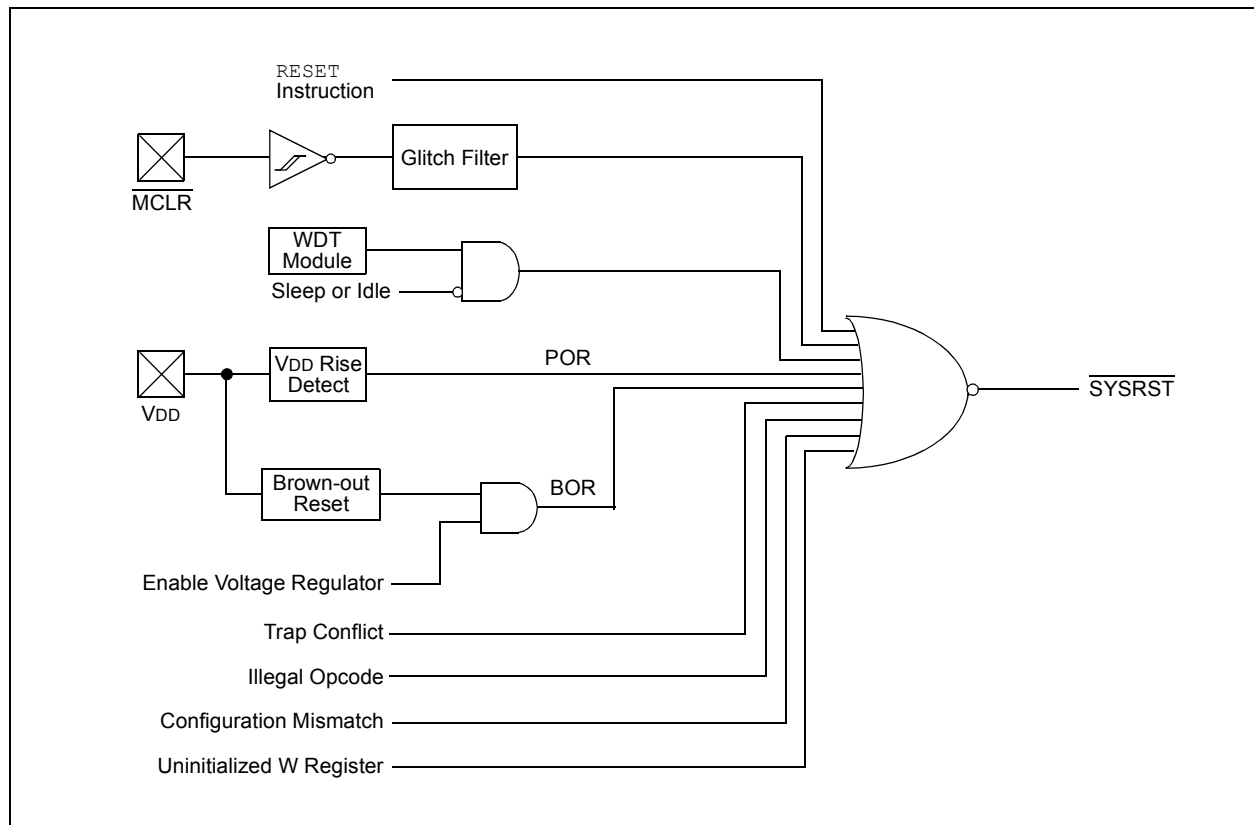 RESET
Instruction
MCLR
Glitch Filter
WDT
Module
Sleep or Idle
VDD
VDD Rise
Detect
POR
SYSRST
Brown-out
Reset
BOR
Enable Voltage Regulator
Trap Conflict
Illegal Opcode
Configuration Mismatch
Uninitialized W Register